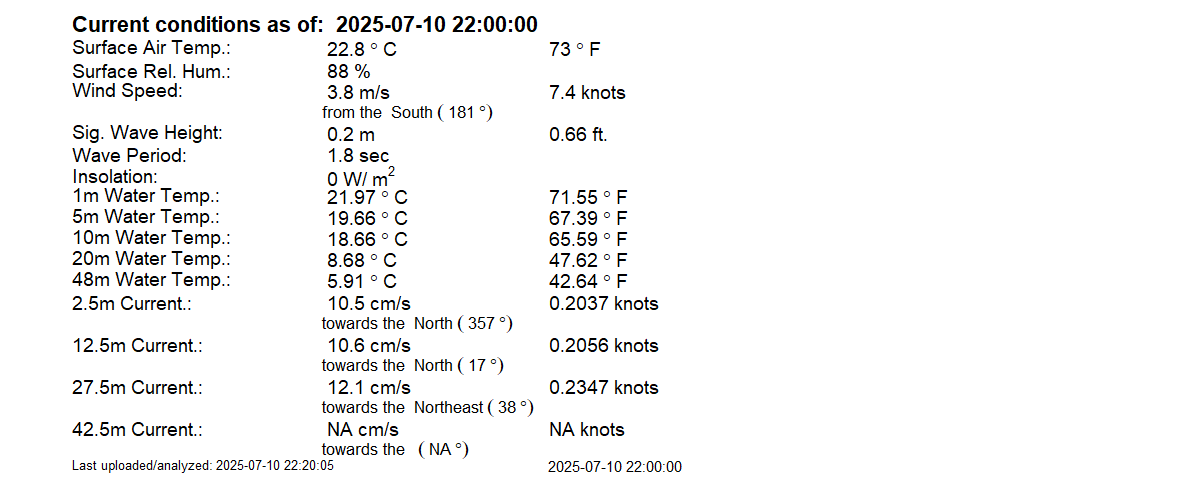 Current conditions as of: 2025-07-10 22:00:00
Surface Air Temp.: 22.8 ° C 73 ° F
Surface Rel. Hum.: 88 %
Wind Speed: 3.8 m/s 7.4 knots
from the South ( 181 °)
Sig. Wave Height: 0.2 m 0.66 ft.
Wave Period: 1.8 sec
Insolation: 0 W/ m²
1m Water Temp.: 21.97 ° C 71.55 ° F
5m Water Temp.: 19.66 ° C 67.39 ° F
10m Water Temp.: 18.66 ° C 65.59 ° F
20m Water Temp.: 8.68 ° C 47.62 ° F
48m Water Temp.: 5.91 ° C 42.64 ° F
2.5m Current.: 10.5 cm/s 0.2037 knots
towards the North ( 357 °)
12.5m Current.: 10.6 cm/s 0.2056 knots
towards the North ( 17 °)
27.5m Current.: 12.1 cm/s 0.2347 knots
towards the Northeast ( 38 °)
42.5m Current.: NA cm/s NA knots
towards the ( NA °)
Last uploaded/analyzed: 2025-07-10 22:20:05 2025-07-10 22:00:00